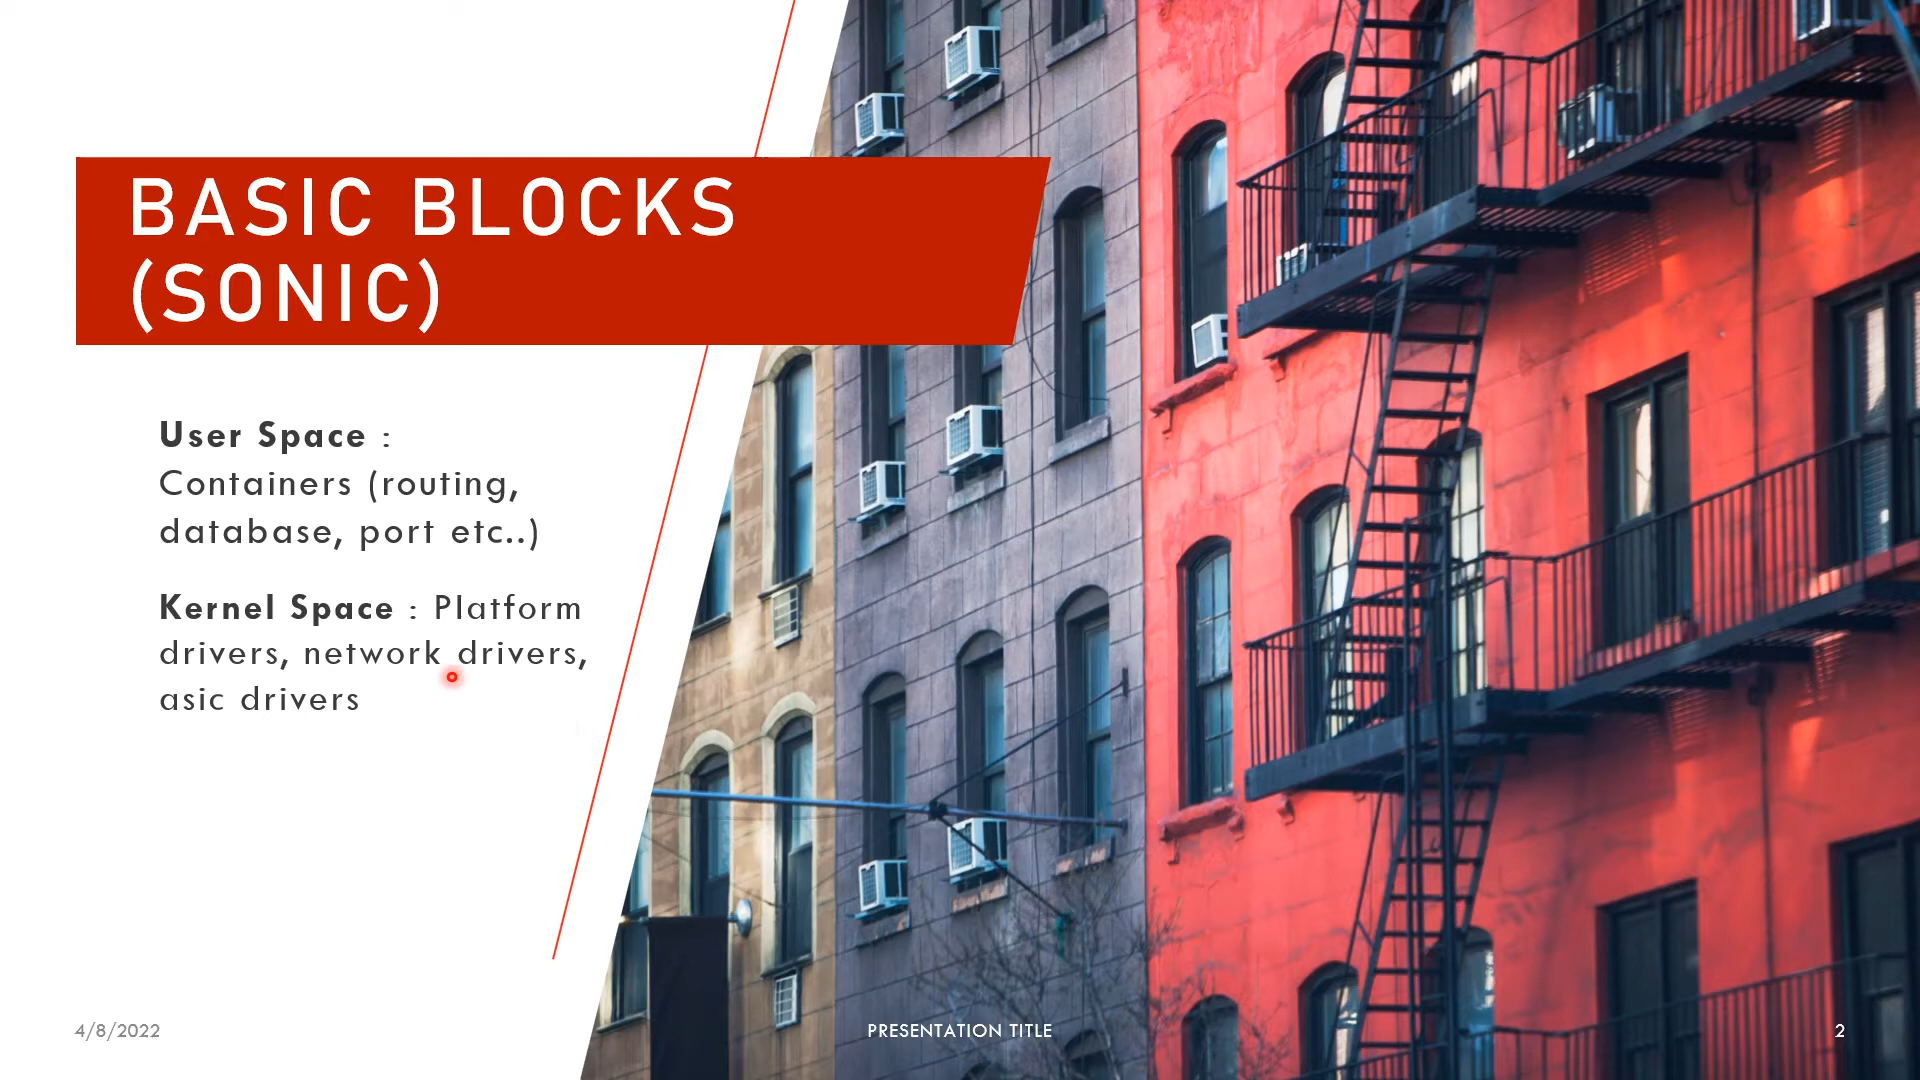 BASIC BLOCKS
(SONIC)
User Space :
Containers (routing,
database, port etc..)
Kernel Space : Platform
drivers, network drivers,
asic drivers
4/8/2022
PRESENTATION TITLE
2